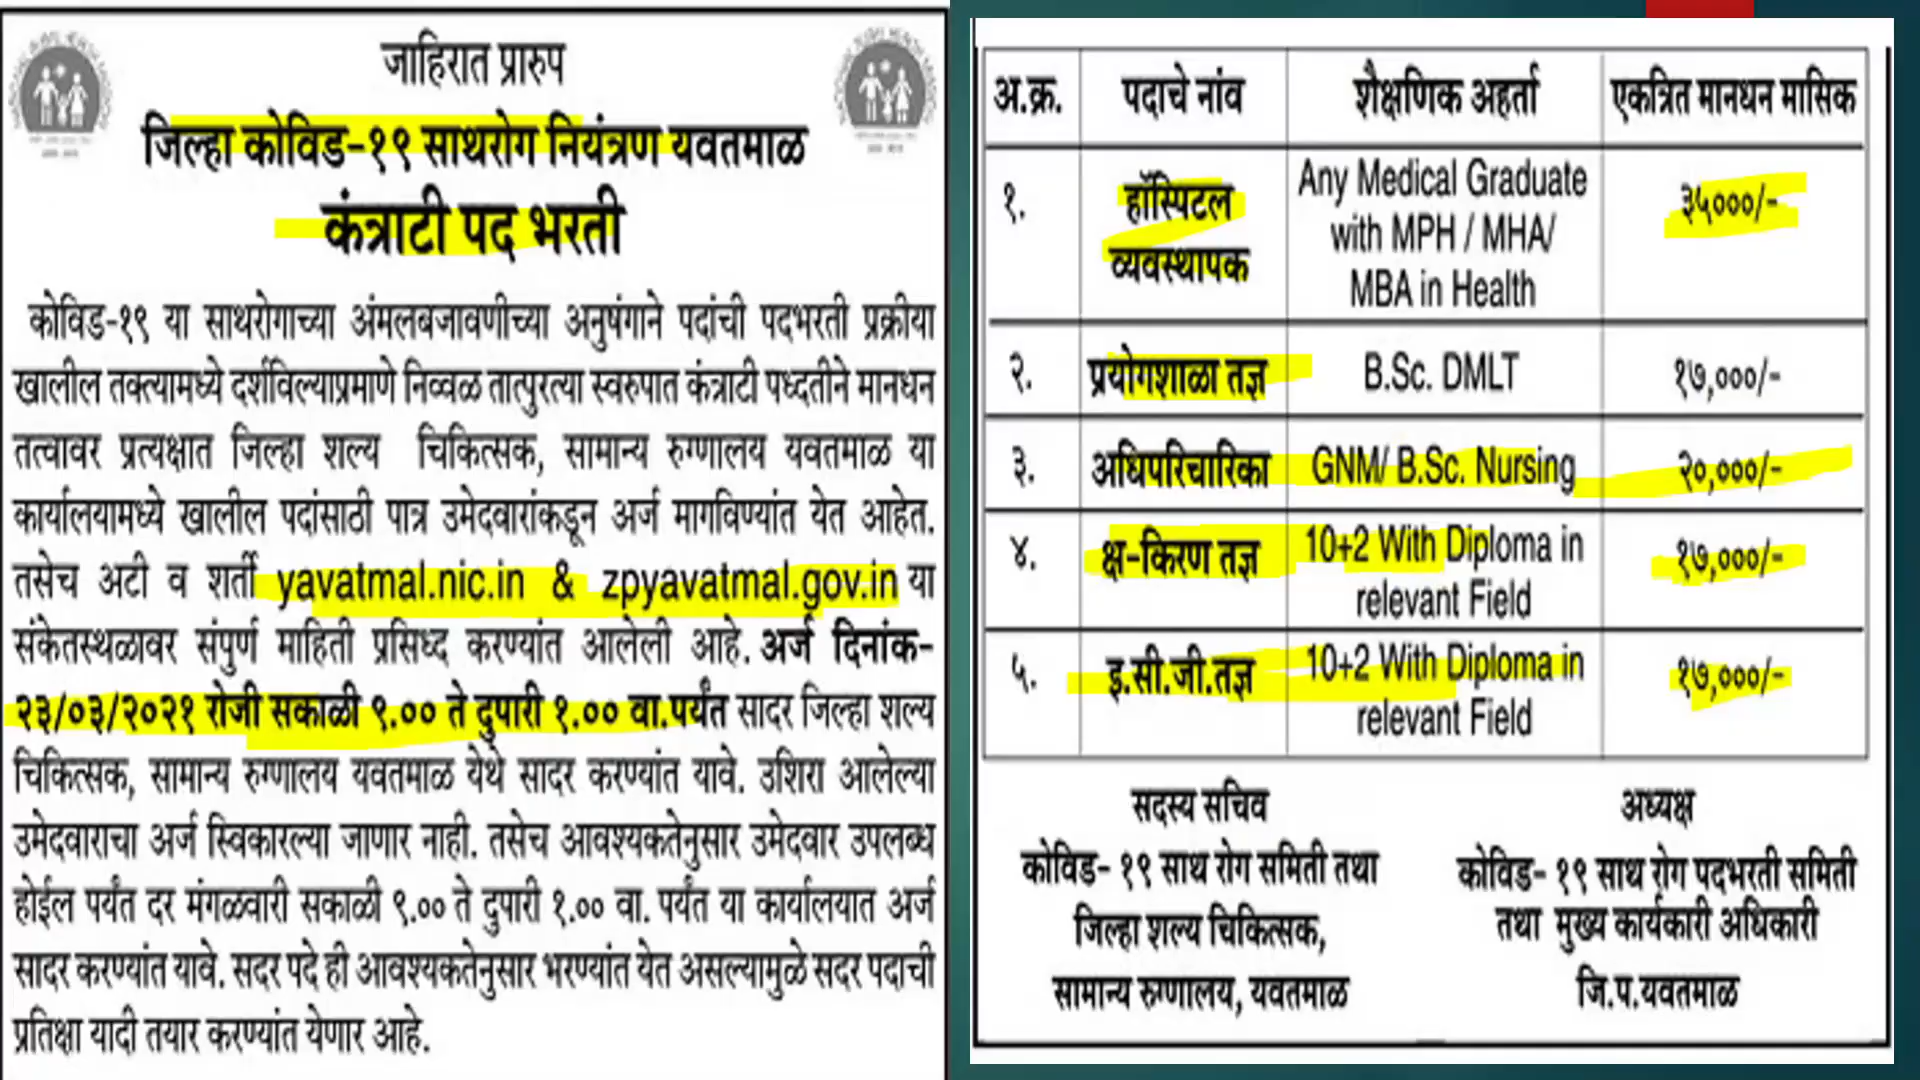 जाहिरात प्रारुप
जिल्हा कोविड-१९ साथरोग नियंत्रण यवतमाळ
कंत्राटी पद भरती
कोविड-१९ या साथरोगाच्या अंमलबजावणीच्या अनुषंगाने पदांची पदभरती प्रक्रीया
खालील तक्त्यामध्ये दर्शविल्याप्रमाणे निव्वळ तात्पुरत्या स्वरुपात कंत्राटी पध्दतीने मानधन
तत्वावर प्रत्यक्षात जिल्हा शल्य चिकित्सक, सामान्य रुग्णालय यवतमाळ या
कार्यालयामध्ये खालील पदांसाठी पात्र उमेदवारांकडून अर्ज मागविण्यांत येत आहेत.
तसेच अटी व शर्ती yavatmal.nic.in & zpyavatmal.gov.in या
संकेतस्थळावर संपुर्ण माहिती प्रसिध्द करण्यांत आलेली आहे. अर्ज दिनांक-
२३/०३/२०२१ रोजी सकाळी ९.०० ते दुपारी १.०० वा.पर्यंत सादर जिल्हा शल्य
चिकित्सक, सामान्य रुग्णालय यवतमाळ येथे सादर करण्यांत यावे. उशिरा आलेल्या
उमेदवाराचा अर्ज स्विकारल्या जाणार नाही. तसेच आवश्यकतेनुसार उमेदवार उपलब्ध
होईल पर्यंत दर मंगळवारी सकाळी ९.०० ते दुपारी १.०० वा. पर्यंत या कार्यालयात अर्ज
सादर करण्यांत यावे. सदर पदे ही आवश्यकतेनुसार भरण्यांत येत असल्यामुळे सदर पदाची
प्रतिक्षा यादी तयार करण्यांत येणार आहे.
अ.क्र. पदाचे नांव शैक्षणिक अहर्ता एकत्रित मानधन मासिक
१. हॉस्पिटल व्यवस्थापक Any Medical Graduate ३५०००/-
with MPH / MHA/
MBA in Health
२. प्रयोगशाळा तज्ञ B.Sc. DMLT १७,०००/-
३. अधिपरिचारिका GNM/ B.Sc. Nursing २०,०००/-
४. क्ष-किरण तज्ञ 10+2 With Diploma in १७,०००/-
relevant Field
५. इ.सी.जी.तज्ञ 10+2 With Diploma in १७,०००/-
relevant Field
सदस्य सचिव
कोविड- १९ साथ रोग समिती तथा
जिल्हा शल्य चिकित्सक,
सामान्य रुग्णालय, यवतमाळ
अध्यक्ष
कोविड- १९ साथ रोग पदभरती समिती
तथा मुख्य कार्यकारी अधिकारी
जि.प.यवतमाळ